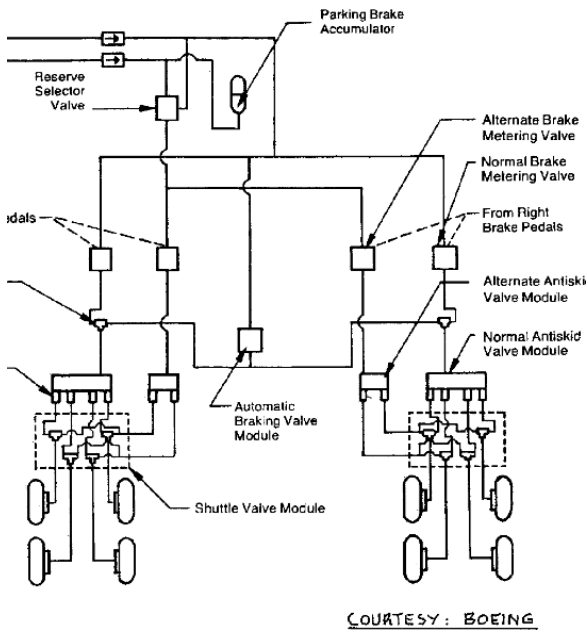 Parking Brake
Accumulator
Reserve
Selector
Valve
Alternate Brake
Metering Valve
Normal Brake
Metering Valve
edals
From Right
Brake Pedals
Alternate Antiski
Valve Module
Normal Antiskid
Valve Module
Automatic
Braking Valve
Module
Shuttle Valve Module
COURTESY: BOEING